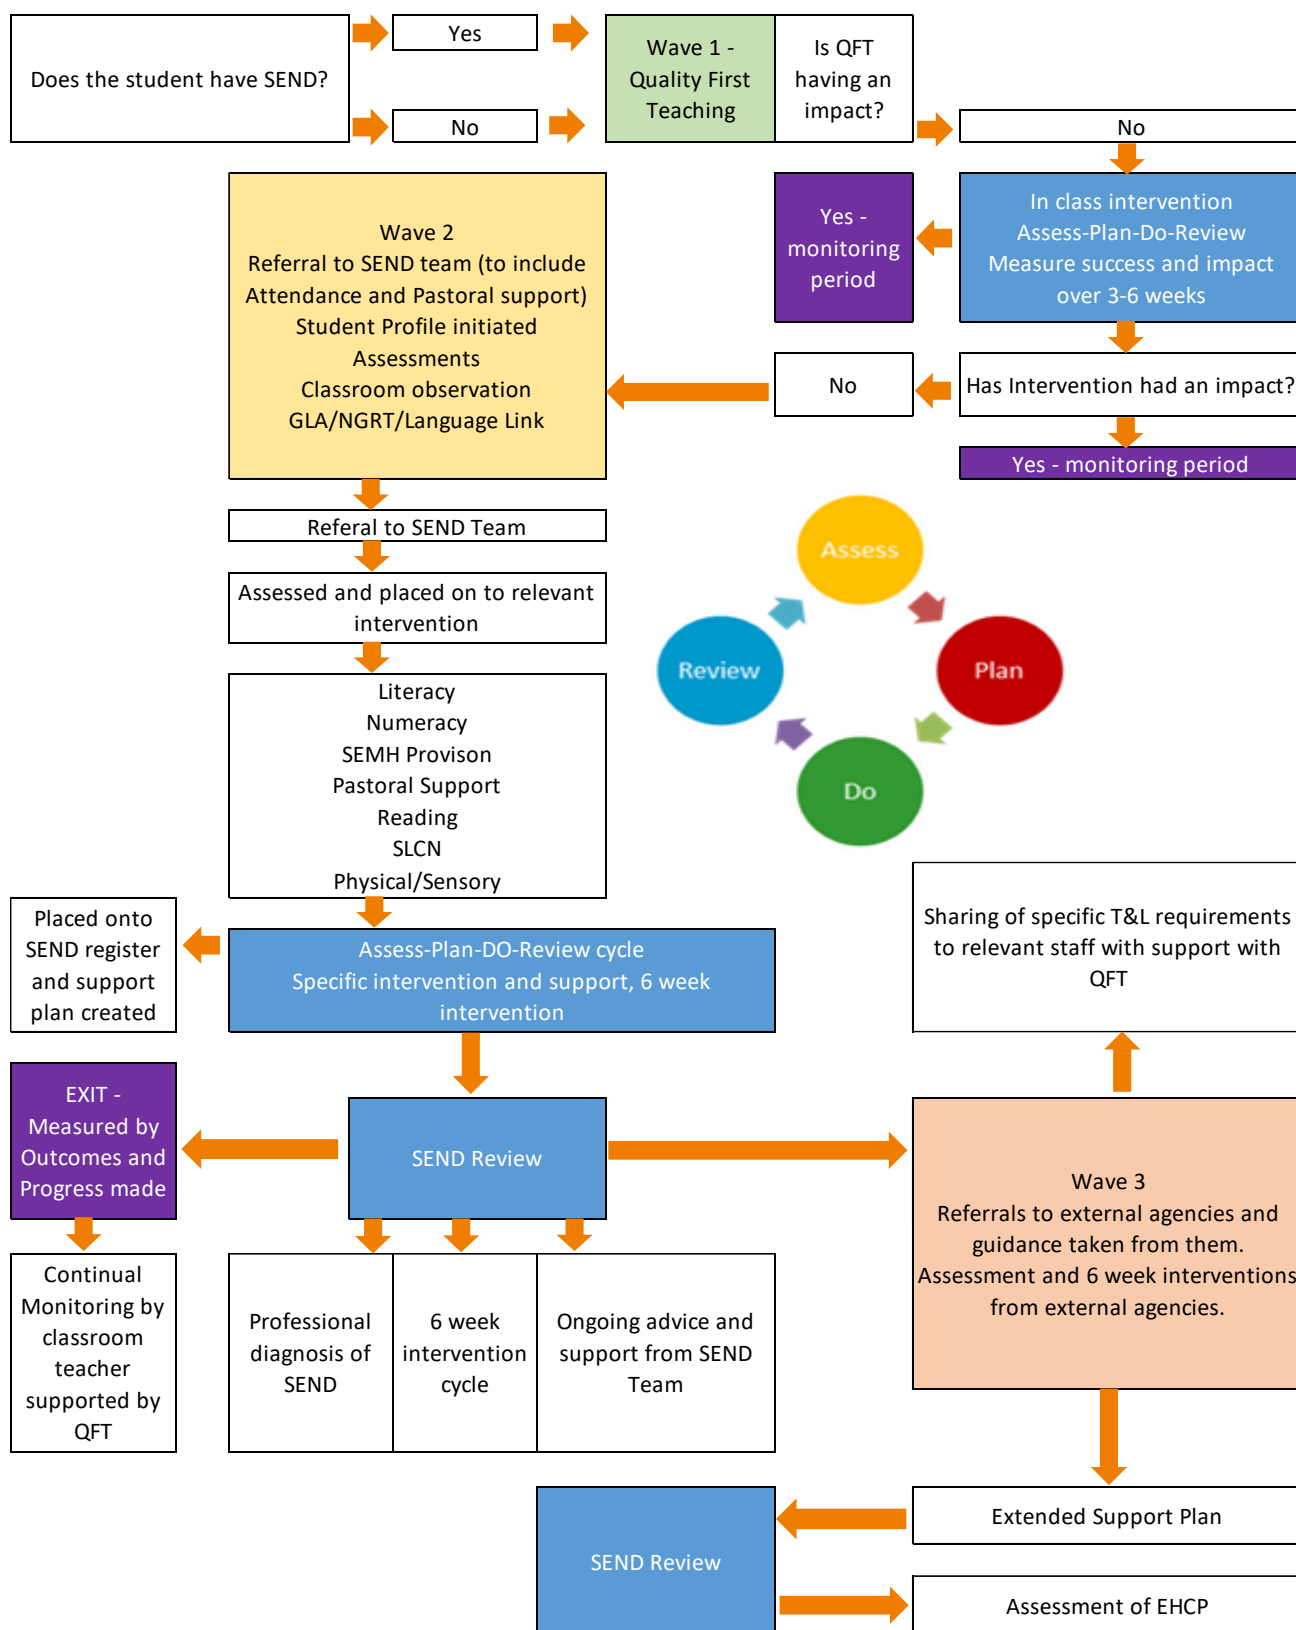 Does the student have SEND?
Yes
No
Wave 1 -
Quality First
Teaching
Is QFT
having an
impact?
No
In class intervention
Assess-Plan-Do-Review
Measure success and impact
over 3-6 weeks
Yes -
monitoring
period
Has Intervention had an impact?
No
Yes - monitoring period
Wave 2
Referral to SEND team (to include
Attendance and Pastoral support)
Student Profile initiated
Assessments
Classroom observation
GLA/NGRT/Language Link
Referal to SEND Team
Assessed and placed on to relevant
intervention
Literacy
Numeracy
SEMH Provison
Pastoral Support
Reading
SLCN
Physical/Sensory
Assess
Plan
Do
Review
Placed onto
SEND register
and support
plan created
Assess-Plan-DO-Review cycle
Specific intervention and support, 6 week
intervention
Sharing of specific T&L requirements
to relevant staff with support with
QFT
EXIT -
Measured by
Outcomes and
Progress made
SEND Review
Wave 3
Referrals to external agencies and
guidance taken from them.
Assessment and 6 week interventions
from external agencies.
Continual
Monitoring by
classroom
teacher
supported by
QFT
Professional
diagnosis of
SEND
6 week
intervention
cycle
Ongoing advice and
support from SEND
Team
Extended Support Plan
SEND Review
Assessment of EHCP